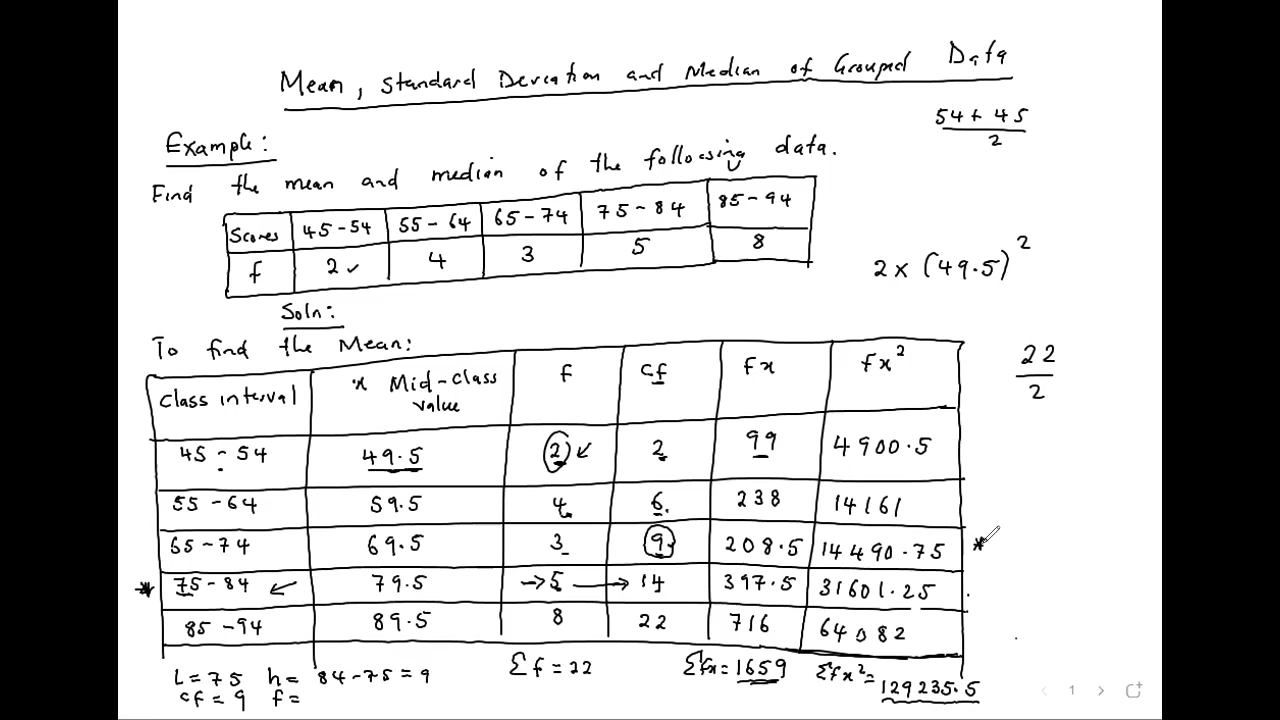 Mean, Standard Deviation and Median of Grouped Data
54 + 45
2
Example:
Find the mean and median of the following data.
Scores 45-54 55-64 65-74 75-84 85-94
f 2 ✓ 4 3 5 8
2 × (49.5)²
Soln:
To find the Mean:
22
2
Class interval x Mid-class value f cf fx fx²
45-54 49.5 2 2 99 4900.5
55-64 59.5 4 6 238 14161
65-74 69.5 3 9 208.5 14490.75 *
* 75-84 79.5 5 14 397.5 31601.25
85-94 89.5 8 22 716 64082
L=75 h= 84-75=9 Σf=22 Σfx=1659 Σfx²=129235.5
cf=9 f=
1